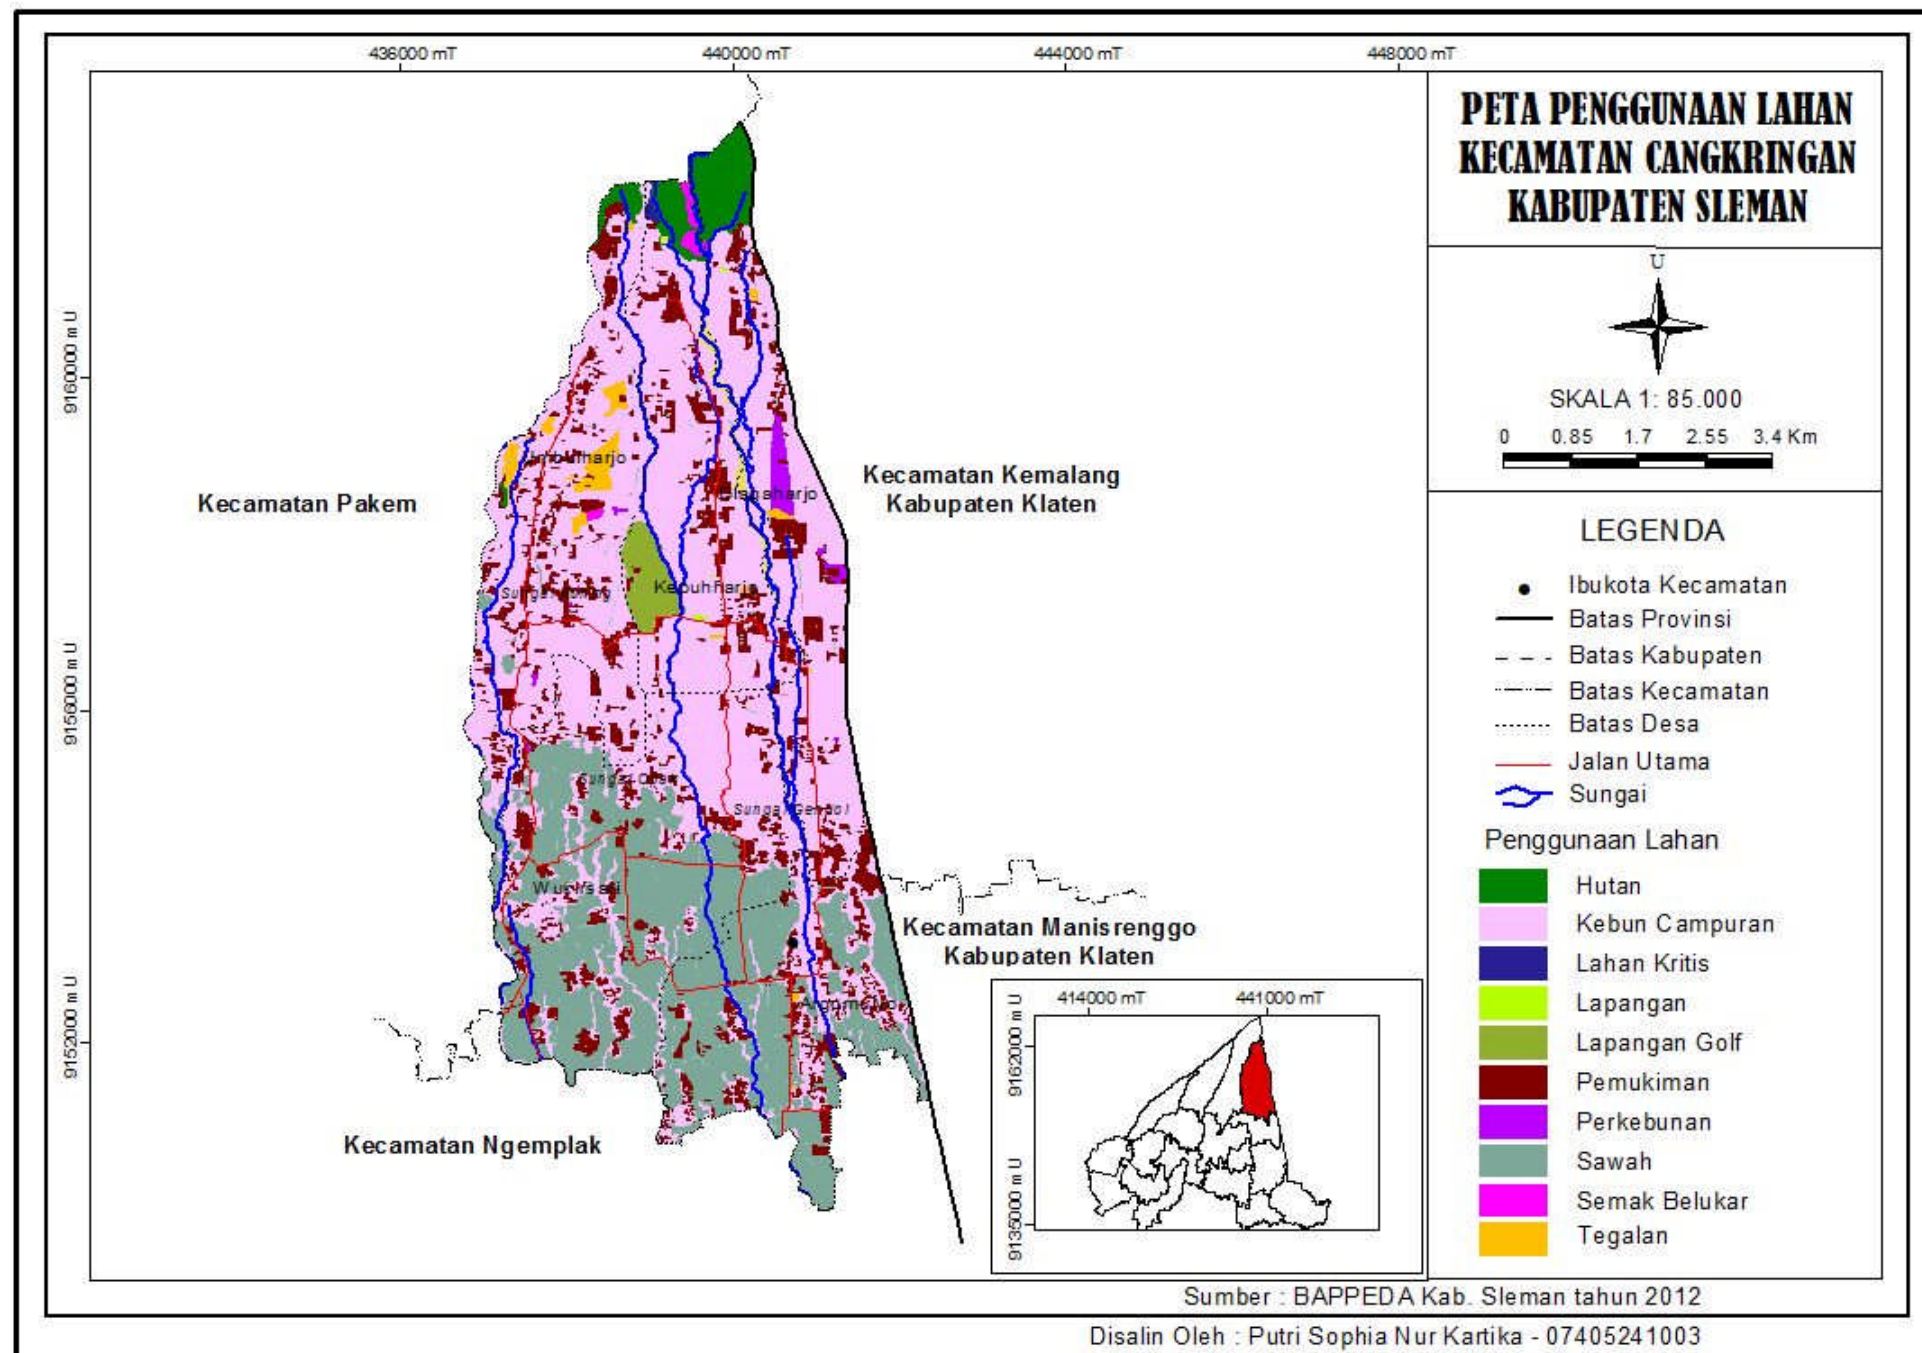 436000 mT
440000 mT
444000 mT
448000 mT
PETA PENGGUNAAN LAHAN
KECAMATAN CANGKRINGAN
KABUPATEN SLEMAN
U
SKALA 1: 85.000
0 0.85 1.7 2.55 3.4 Km
9160000 m U
9156000 m U
9152000 m U
Kecamatan Pakem
Kecamatan Kemalang
Kabupaten Klaten
Kecamatan Manisrenggo
Kabupaten Klaten
Kecamatan Ngemplak
Sungai
Sungai
Sungai Gendol
LEGENDA
Ibukota Kecamatan
Batas Provinsi
Batas Kabupaten
Batas Kecamatan
Batas Desa
Jalan Utama
Sungai
Penggunaan Lahan
Hutan
Kebun Campuran
Lahan Kritis
Lapangan
Lapangan Golf
Pemukiman
Perkebunan
Sawah
Semak Belukar
Tegalan
414000 mT
441000 mT
9162000 m U
9135000 m U
Sumber : BAPPEDA Kab. Sleman tahun 2012
Disalin Oleh : Putri Sophia Nur Kartika - 07405241003